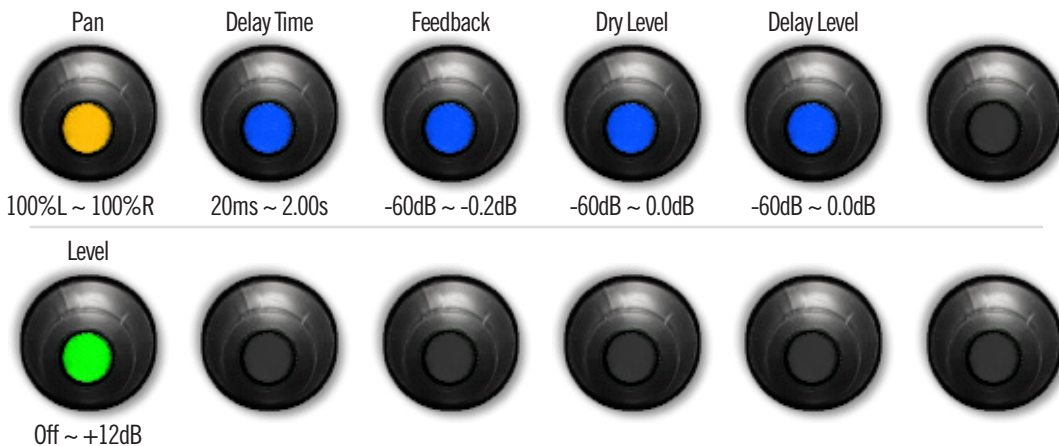 Pan Delay Time Feedback Dry Level Delay Level
100%L ~ 100%R 20ms ~ 2.00s -60dB ~ -0.2dB -60dB ~ 0.0dB -60dB ~ 0.0dB
Level
Off ~ +12dB